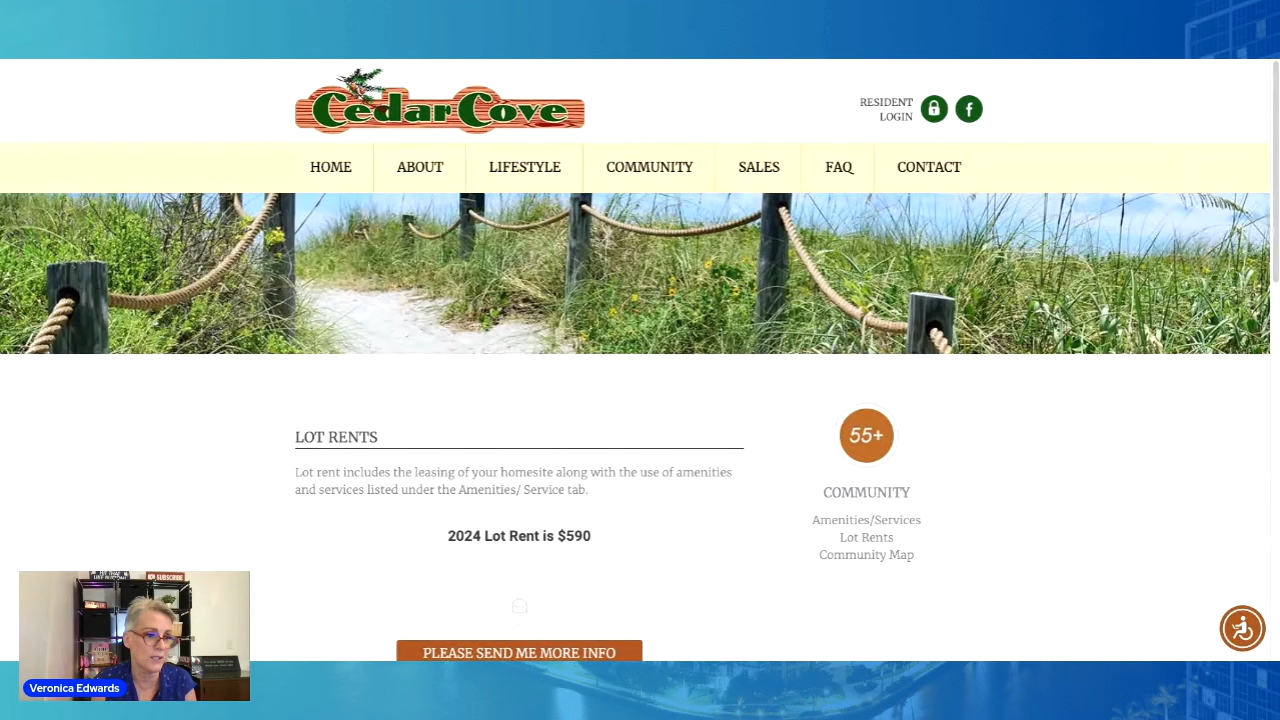 Cedar Cove
RESIDENT
LOGIN
f
HOME
ABOUT
LIFESTYLE
COMMUNITY
SALES
FAQ
CONTACT
LOT RENTS
Lot rent includes the leasing of your homesite along with the use of amenities
and services listed under the Amenities/ Service tab.
2024 Lot Rent is $590
PLEASE SEND ME MORE INFO
55+
COMMUNITY
Amenities/Services
Lot Rents
Community Map
SUBSCRIBE
Veronica Edwards